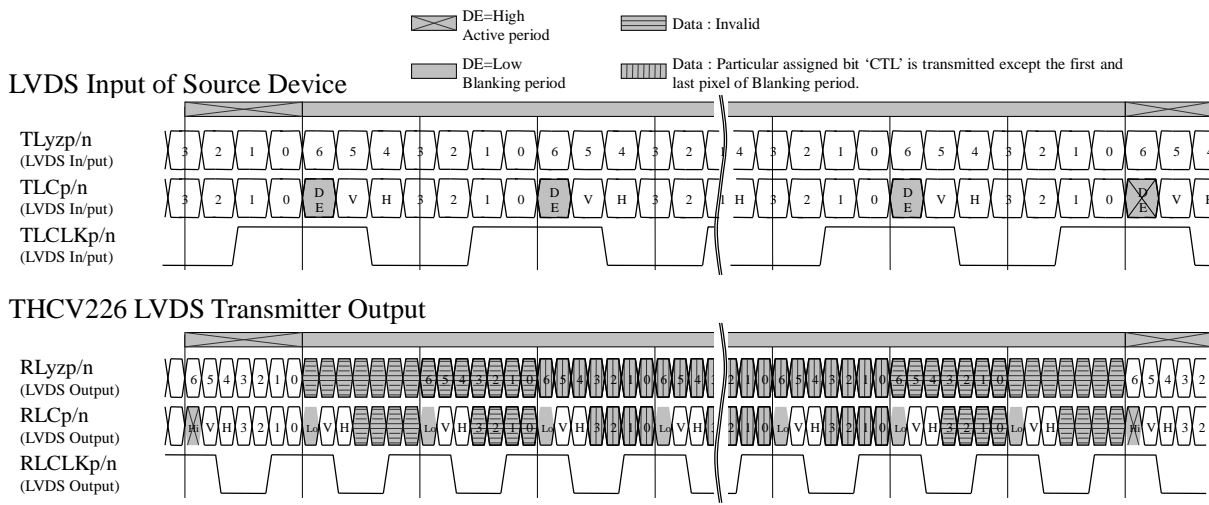 DE=High
Active period
Data : Invalid
DE=Low
Blanking period
Data : Particular assigned bit ‘CTL’ is transmitted except the first and
last pixel of Blanking period.
LVDS Input of Source Device
TLyzp/n
(LVDS In/put)
3 2 1 0 6 5 4 3 2 1 0 6 5 4 3 2 1 4 3 2 1 0 6 5 4 3 2 1 0 6 5 4
TLCp/n
(LVDS In/put)
3 2 1 0 DE V H 3 2 1 0 DE V H 3 2 1 H 3 2 1 0 DE V H 3 2 1 0 DE V H
TLCLKp/n
(LVDS In/put)
THCV226 LVDS Transmitter Output
RLyzp/n
(LVDS Output)
6 5 4 3 2 1 0 6 5 4 3 2 1 0 6 5 4 3 2 1 0 6 5 4 3 2 1 0 6 5 4 3 2 1 0 6 5 4 3 2 1 0 6 5 4 3 2
RLCp/n
(LVDS Output)
Hi V H 3 2 1 0 Lo V H Lo V H 3 2 1 0 Lo V H 3 2 1 0 Lo V H 2 1 0 Lo V H 3 2 1 0 Lo V H 3 2 1 0 Lo V H Hi V H 3 2
RLCLKp/n
(LVDS Output)